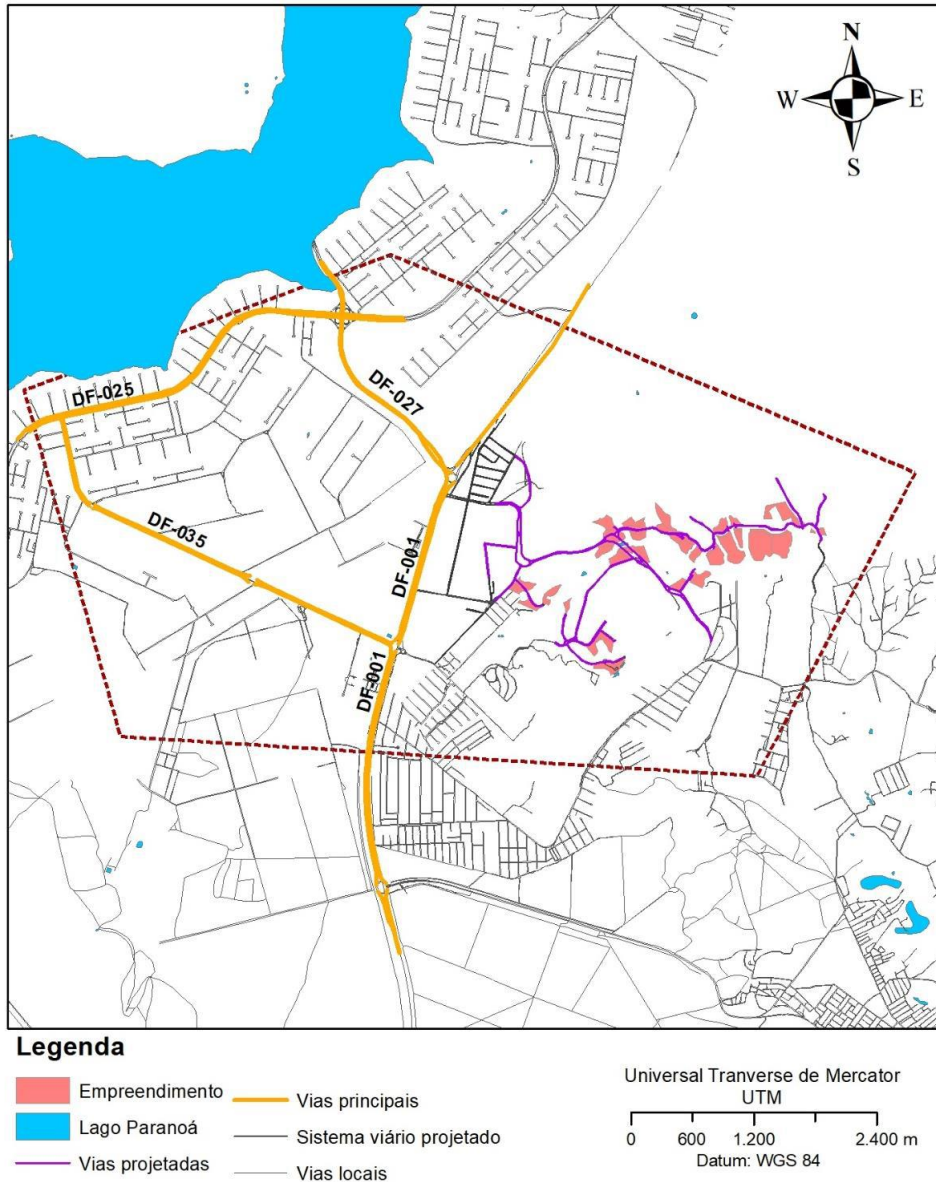 N
W E
S
DF-025
DF-027
DF-035
DF-001
DF-001
Legenda
Empreendimento
Lago Paranoá
Vias projetadas
Vias principais
Sistema viário projetado
Vias locais
Universal Tranverse de Mercator
UTM
0 600 1.200 2.400 m
Datum: WGS 84